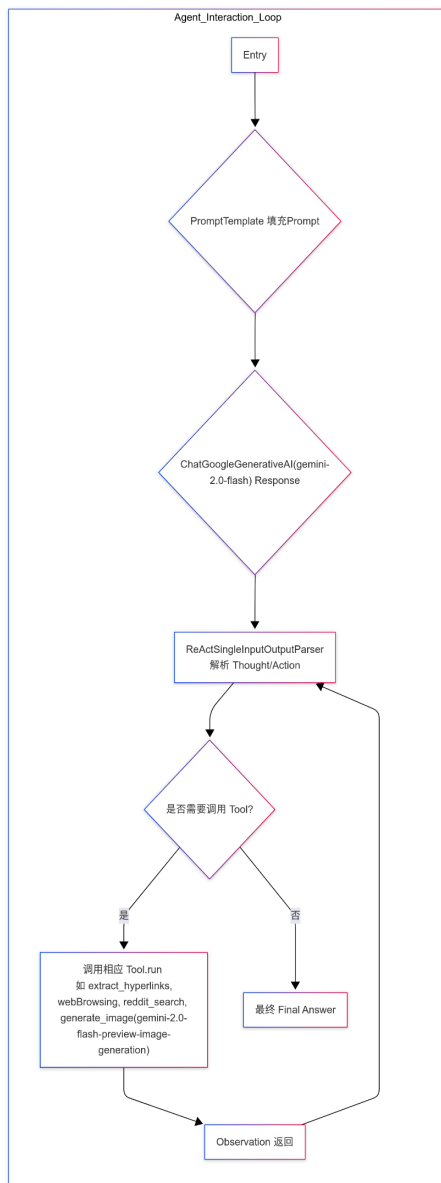 Agent_Interaction_Loop
Entry
PromptTemplate 填充Prompt
ChatGoogleGenerativeAI(gemini-
2.0-flash) Response
ReActSingleInputOutputParser
解析 Thought/Action
是否需要调用 Tool?
是
否
调用相应 Tool.run
如 extract_hyperlinks,
webBrowsing, reddit_search,
generate_image(gemini-2.0-
flash-preview-image-
generation)
最终 Final Answer
Observation 返回